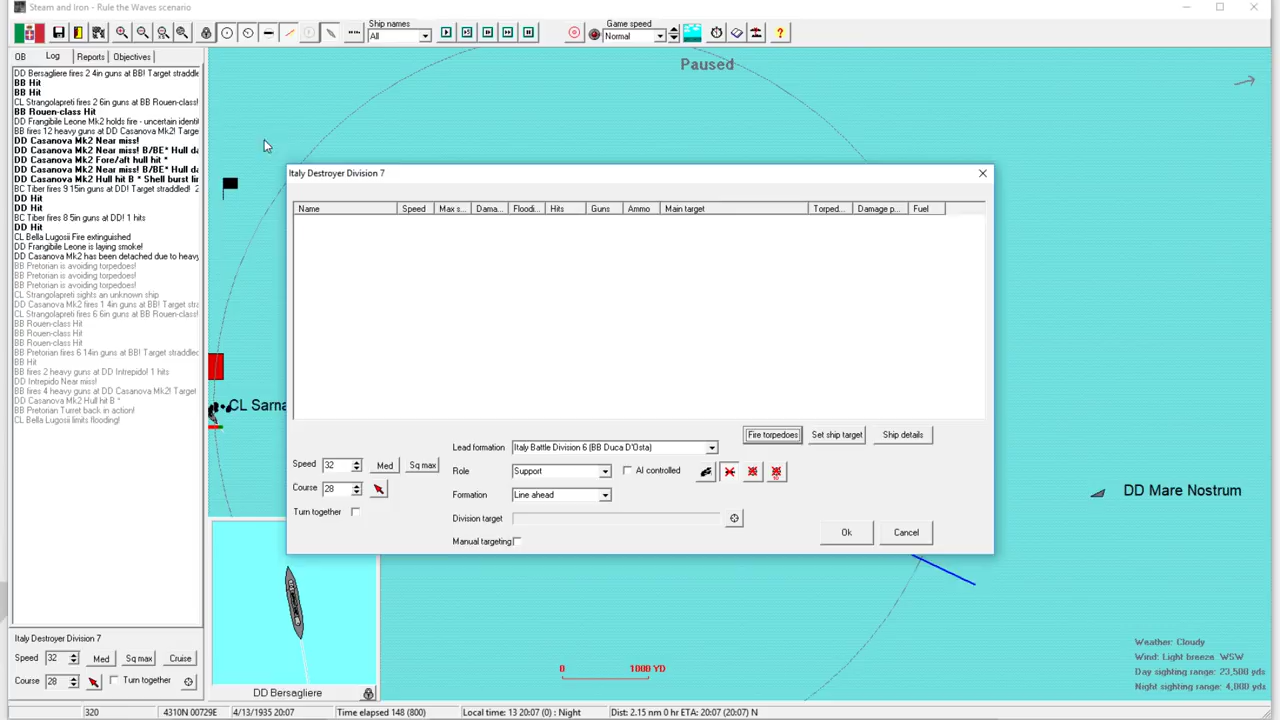 Steam and Iron - Rule the Waves scenario
Ship names
All
Game speed
Normal
OB
Log
Reports
Objectives
DD Bersagliere fires 2 4in guns at BB! Target straddle
BB Hit
BB Hit
CL Strangolapreti fires 2 6in guns at BB Rouen-class!
BB Rouen-class Hit
DD Frangibile Leone Mk2 holds fire - uncertain identi
BB fires 12 heavy guns at DD Casanova Mk2! Targe
DD Casanova Mk2 Near miss!
DD Casanova Mk2 Near miss! B/BE* Hull da
DD Casanova Mk2 Fore/aft hull hit *
DD Casanova Mk2 Near miss! B/BE* Hull da
DD Casanova Mk2 Hull hit B * Shell burst lin
BC Tiber fires 9 15in guns at DD! Target straddled! 2
DD Hit
DD Hit
BC Tiber fires 8 5in guns at DD! 1 hits
DD Hit
CL Bella Lugosii Fire extinguished
DD Frangibile Leone is laying smoke!
DD Casanova Mk2 has been detached due to heavy
BB Pretorian is avoiding torpedoes!
BB Pretorian is avoiding torpedoes!
BB Pretorian is avoiding torpedoes!
CL Strangolapreti sights an unknown ship
DD Casanova Mk2 fires 1 4in guns at BB! Target stra
CL Strangolapreti fires 6 6in guns at BB Rouen-class!
BB Rouen-class Hit
BB Rouen-class Hit
BB Rouen-class Hit
BB Pretorian fires 6 14in guns at BB! Target straddled
BB Hit
BB fires 2 heavy guns at DD Intrepido! 1 hits
DD Intrepido Near miss!
BB fires 4 heavy guns at DD Casanova Mk2! Target
DD Casanova Mk2 Hull hit B *
BB Pretorian Turret back in action!
CL Bella Lugosii limits flooding!
Paused
Italy Destroyer Division 7
Name
Speed
Max s...
Dama...
Floodi...
Hits
Guns
Ammo
Main target
Torped...
Damage p...
Fuel
Fire torpedoes
Set ship target
Ship details
Lead formation
Italy Battle Division 6 (BB Duca D'Osta)
Speed
32
Med
Sq max
Role
Support
AI controlled
Course
28
Formation
Line ahead
Turn together
Division target
Manual targeting
Ok
Cancel
CL Sarna
DD Mare Nostrum
0
1000 YD
Weather: Cloudy
Wind: Light breeze WSW
Day sighting range: 23,500 yds
Night sighting range: 4,000 yds
Italy Destroyer Division 7
Speed
32
Med
Sq max
Cruise
Course
28
Turn together
DD Bersagliere
320
4310N 00729E
4/13/1935 20:07
Time elapsed 148 (800)
Local time: 13 20:07 (0) : Night
Dist: 2.15 nm 0 hr ETA: 20:07 (20:07) N